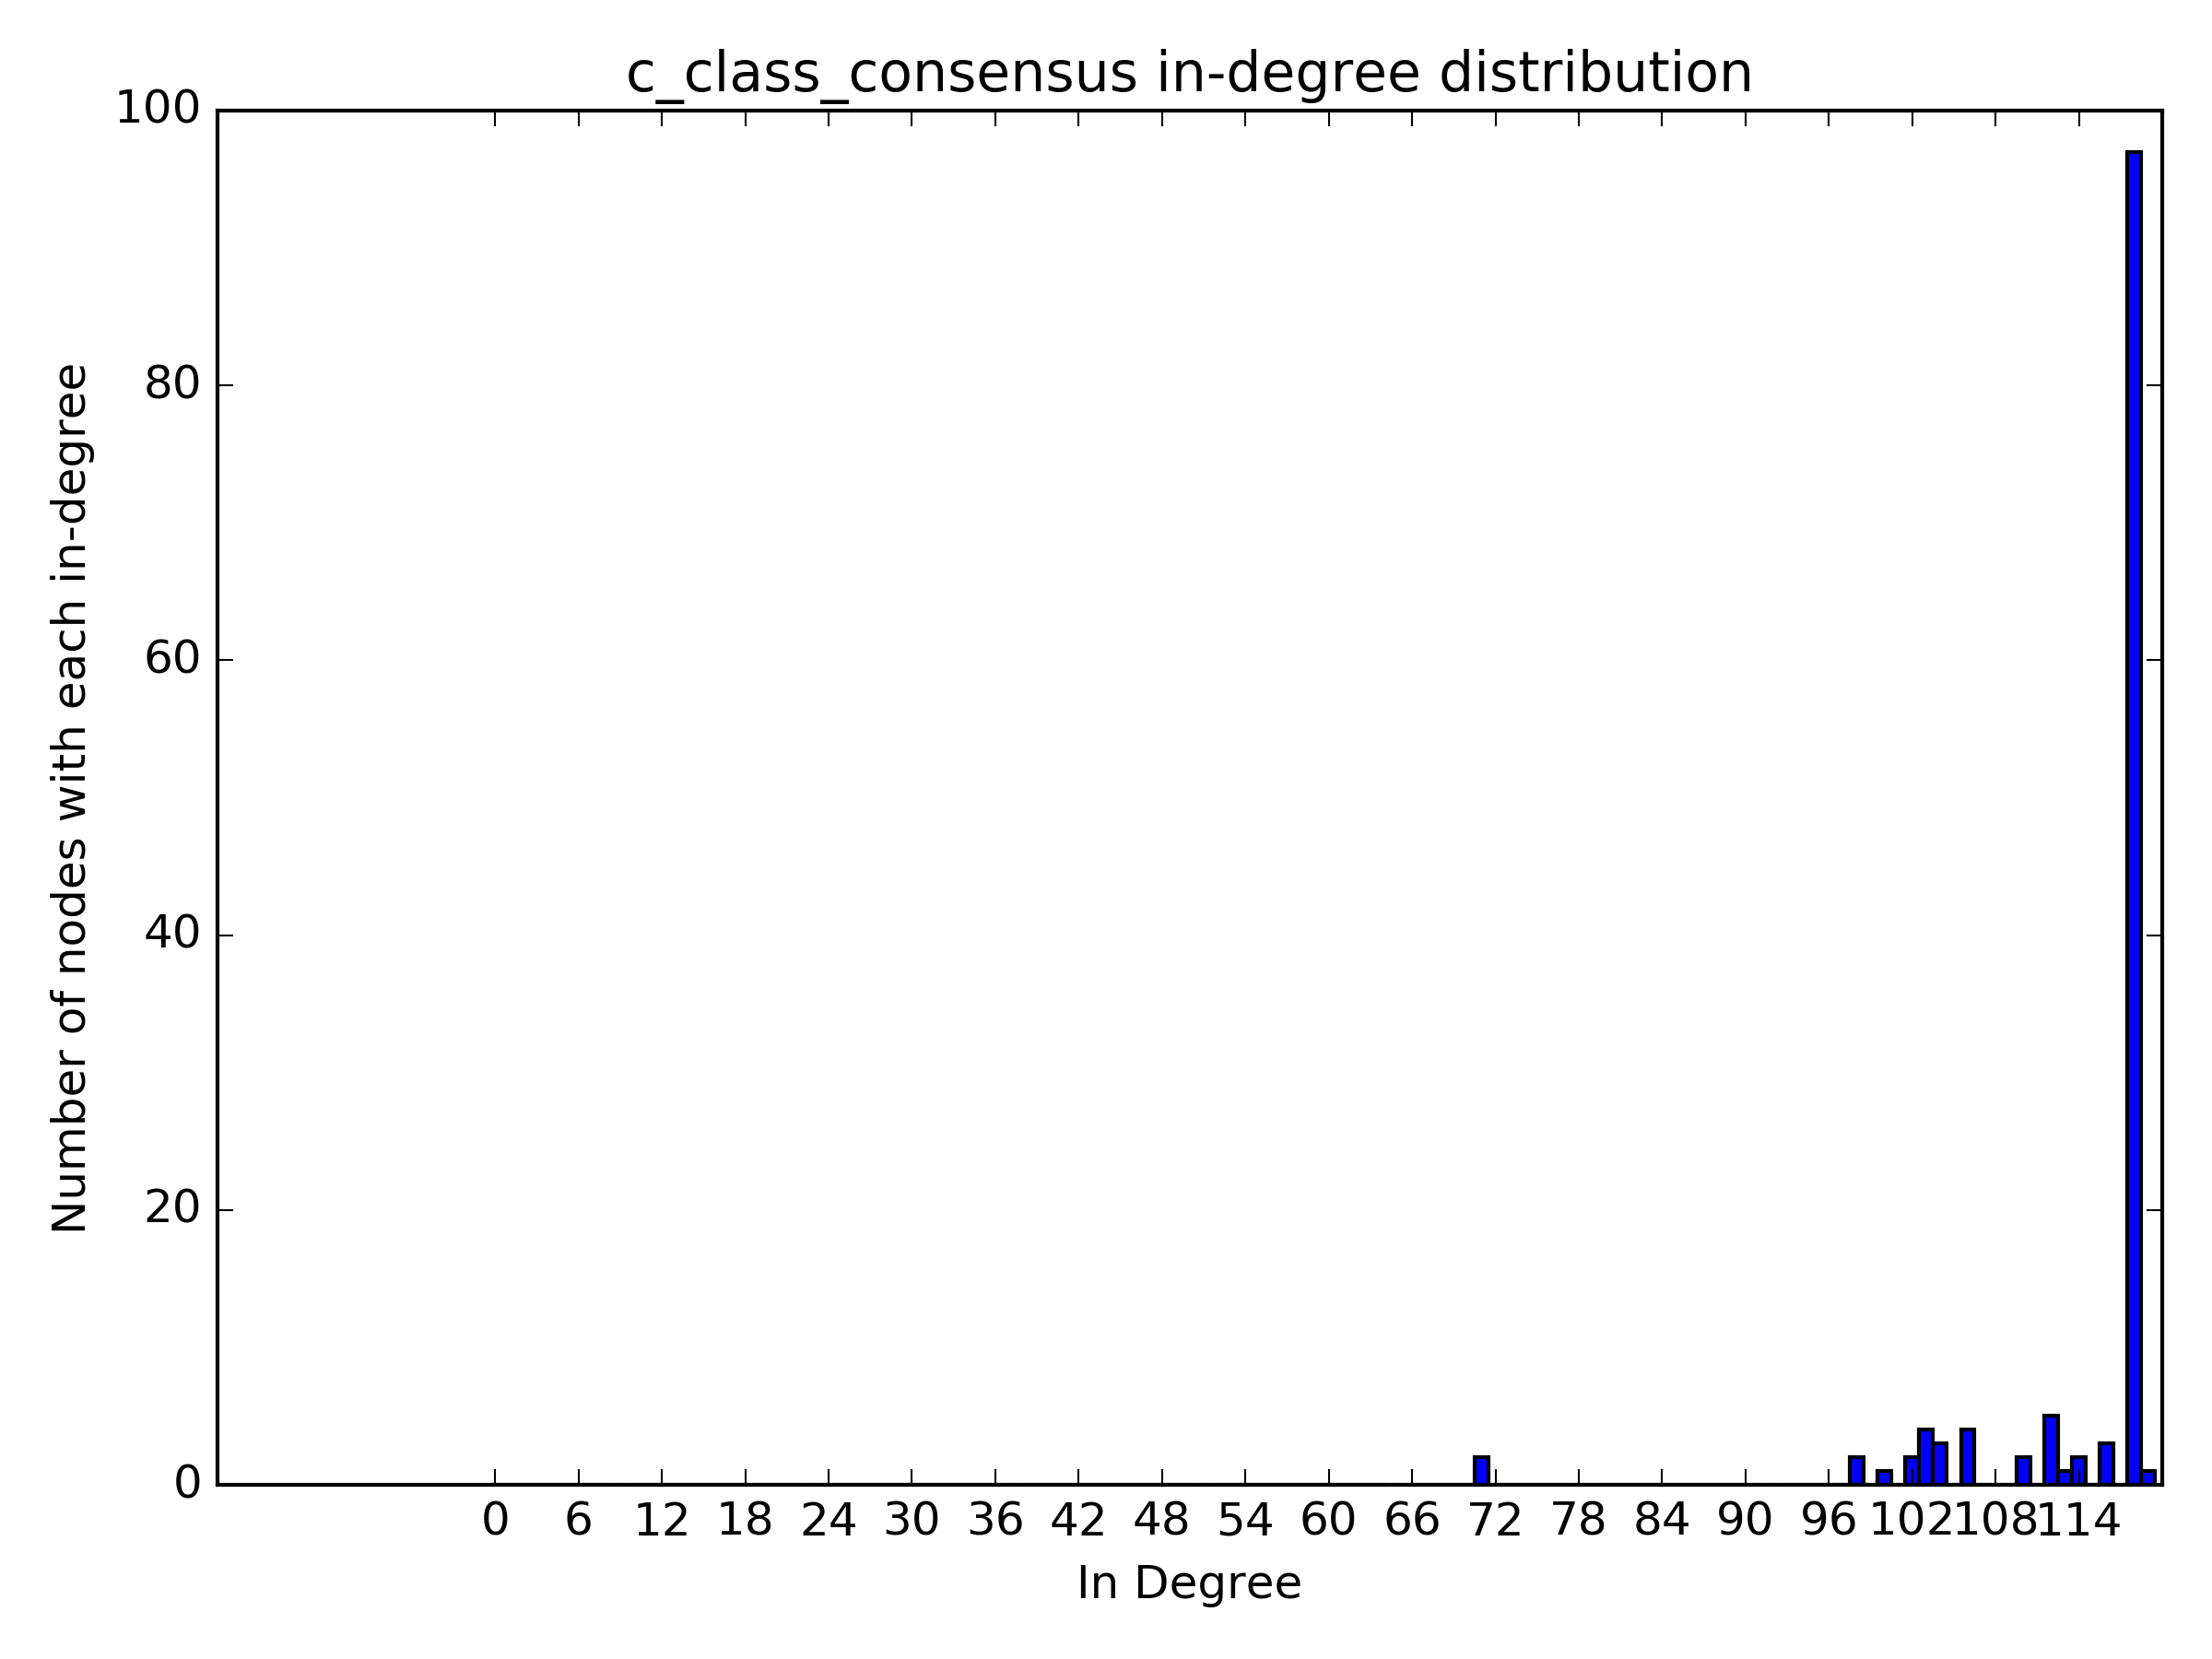 c_class_consensus in-degree distribution
100
80
60
40
20
0
Number of nodes with each in-degree
0 6 12 18 24 30 36 42 48 54 60 66 72 78 84 90 96 102 108 114
In Degree